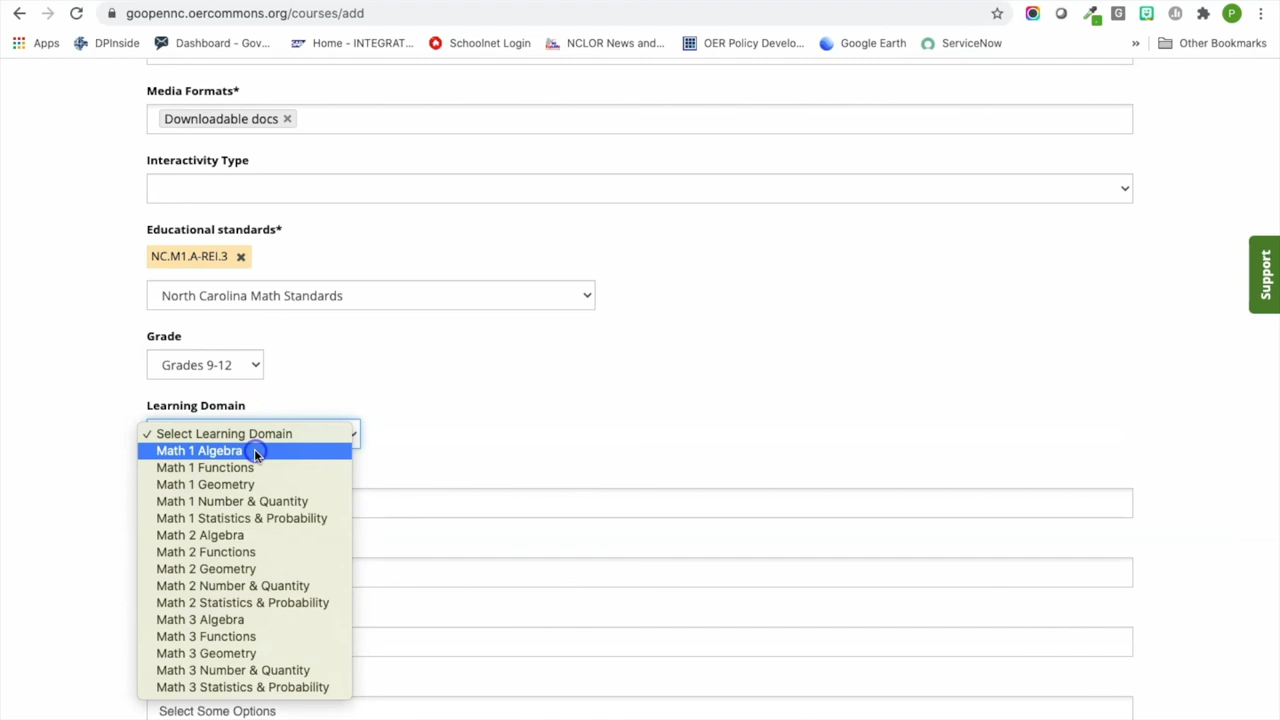 goopennc.oercommons.org/courses/add
G
P
Apps
DPInside
Dashboard - Gov...
Home - INTEGRAT...
Schoolnet Login
NCLOR News and...
OER Policy Develo...
Google Earth
ServiceNow
»
Other Bookmarks
Media Formats*
Downloadable docs ×
Interactivity Type
Educational standards*
NC.M1.A-REI.3 ×
North Carolina Math Standards
Grade
Grades 9-12
Learning Domain
✓ Select Learning Domain
Math 1 Algebra
Math 1 Functions
Math 1 Geometry
Math 1 Number & Quantity
Math 1 Statistics & Probability
Math 2 Algebra
Math 2 Functions
Math 2 Geometry
Math 2 Number & Quantity
Math 2 Statistics & Probability
Math 3 Algebra
Math 3 Functions
Math 3 Geometry
Math 3 Number & Quantity
Math 3 Statistics & Probability
Select Some Options
Support